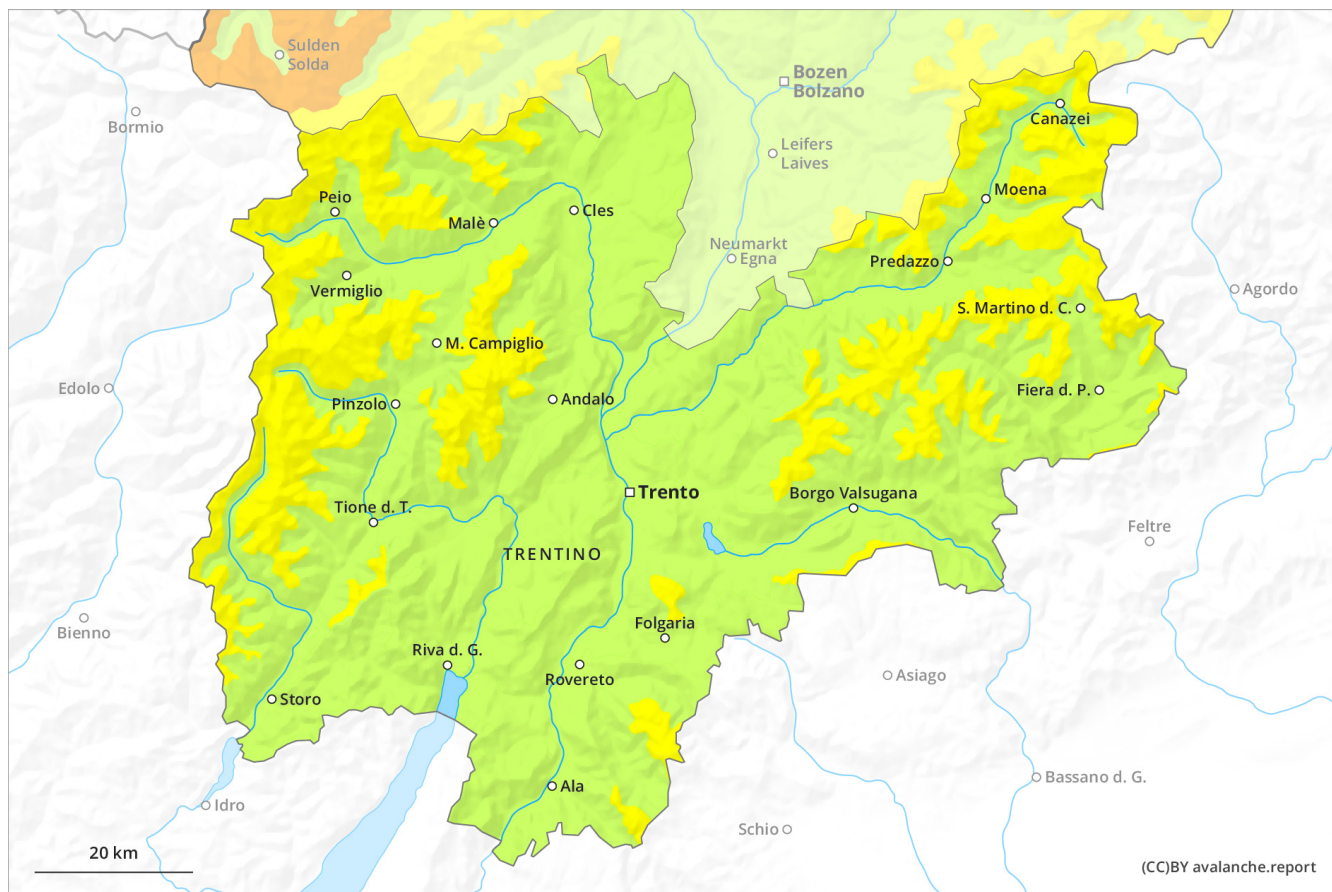 Sulden
Solda
Bozen
Bolzano
Bormio
Canazei
Leifers
Laives
Peio
Moena
Malè
Cles
Neumarkt
Egna
Predazzo
Vermiglio
Agordo
S. Martino d. C.
M. Campiglio
Edolo
Fiera d. P.
Andalo
Pinzolo
Trento
Borgo Valsugana
Tione d. T.
Feltre
TRENTINO
Bienno
Folgaria
Riva d. G.
Rovereto
Asiago
Storo
Ala
Bassano d. G.
Idro
Schio
20 km
(CC)BY avalanche.report